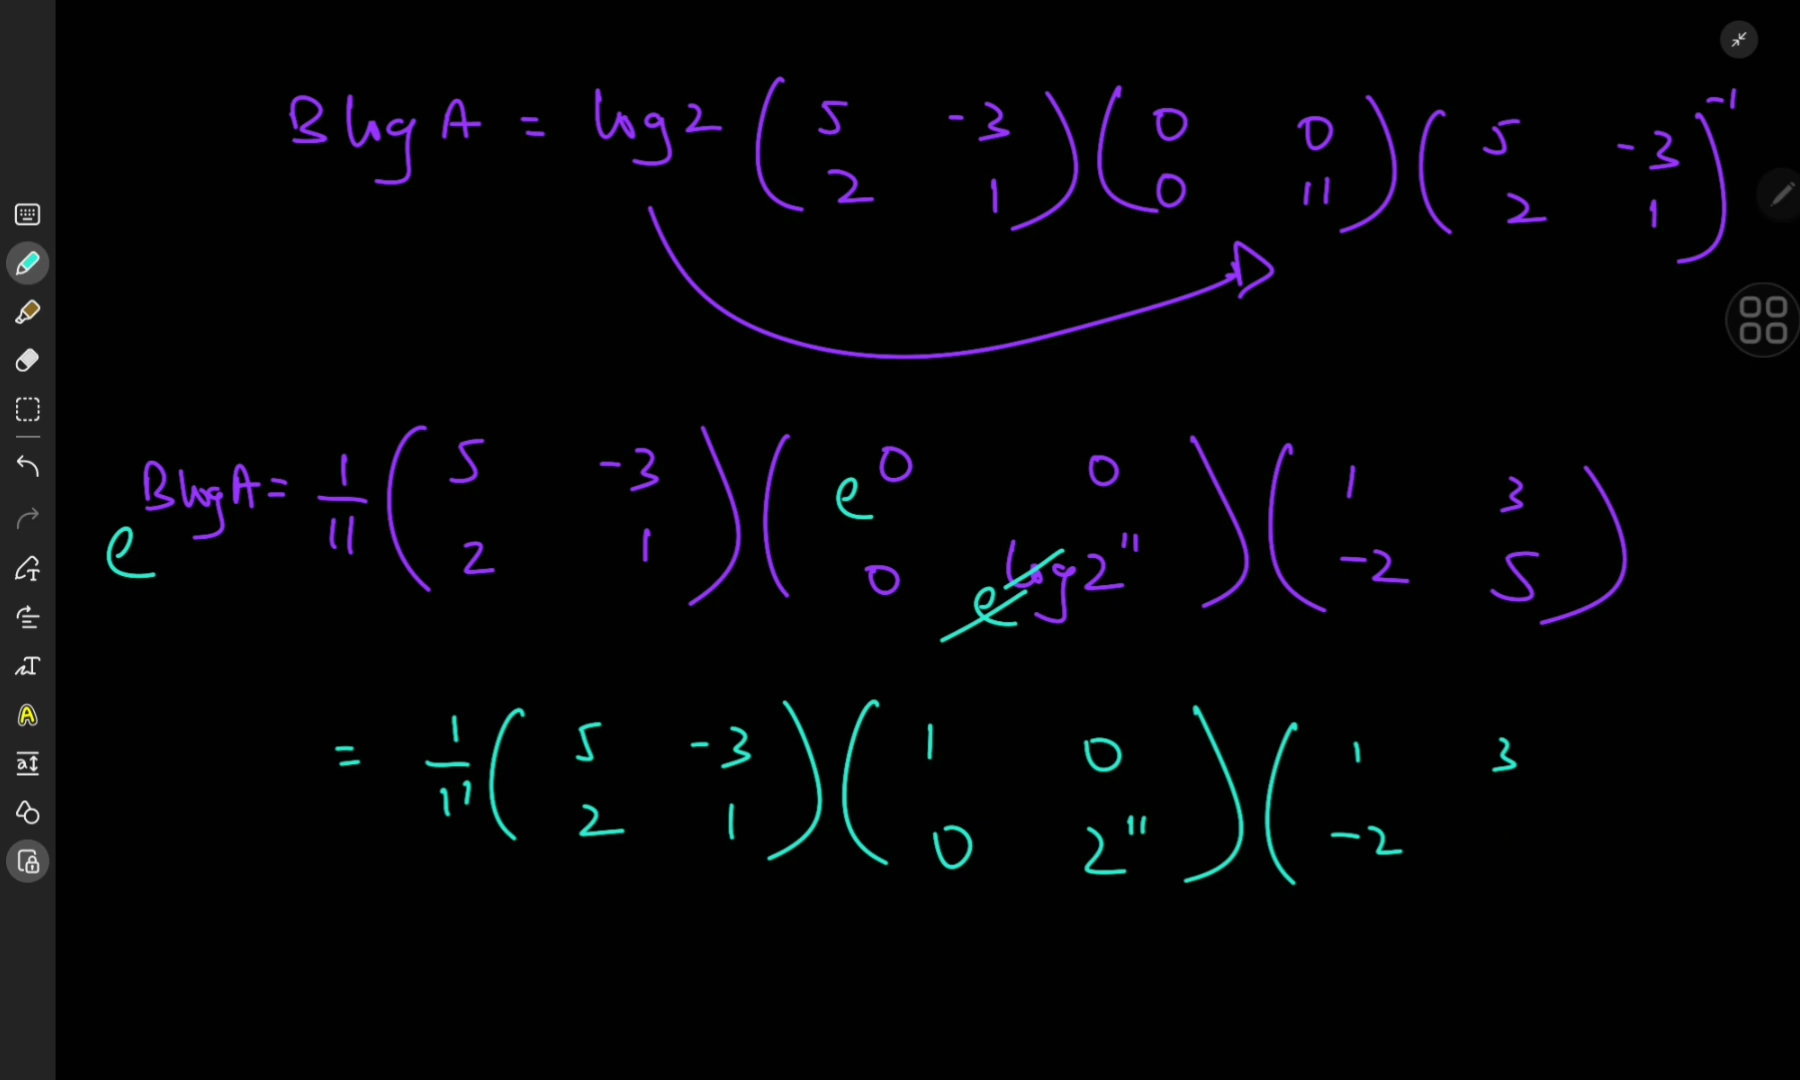 B log A = log 2 ( 5 -3 ) ( 0 0 ) ( 5 -3 ) -1
( 2 1 ) ( 0 11 ) ( 2 1 )
e B log A = 1/11 ( 5 -3 ) ( e 0 0 ) ( 1 3 )
( 2 1 ) ( 0 e log 2 11 ) ( -2 5 )
= 1/11 ( 5 -3 ) ( 1 0 ) ( 1 3
( 2 1 ) ( 0 2 11 ) ( -2